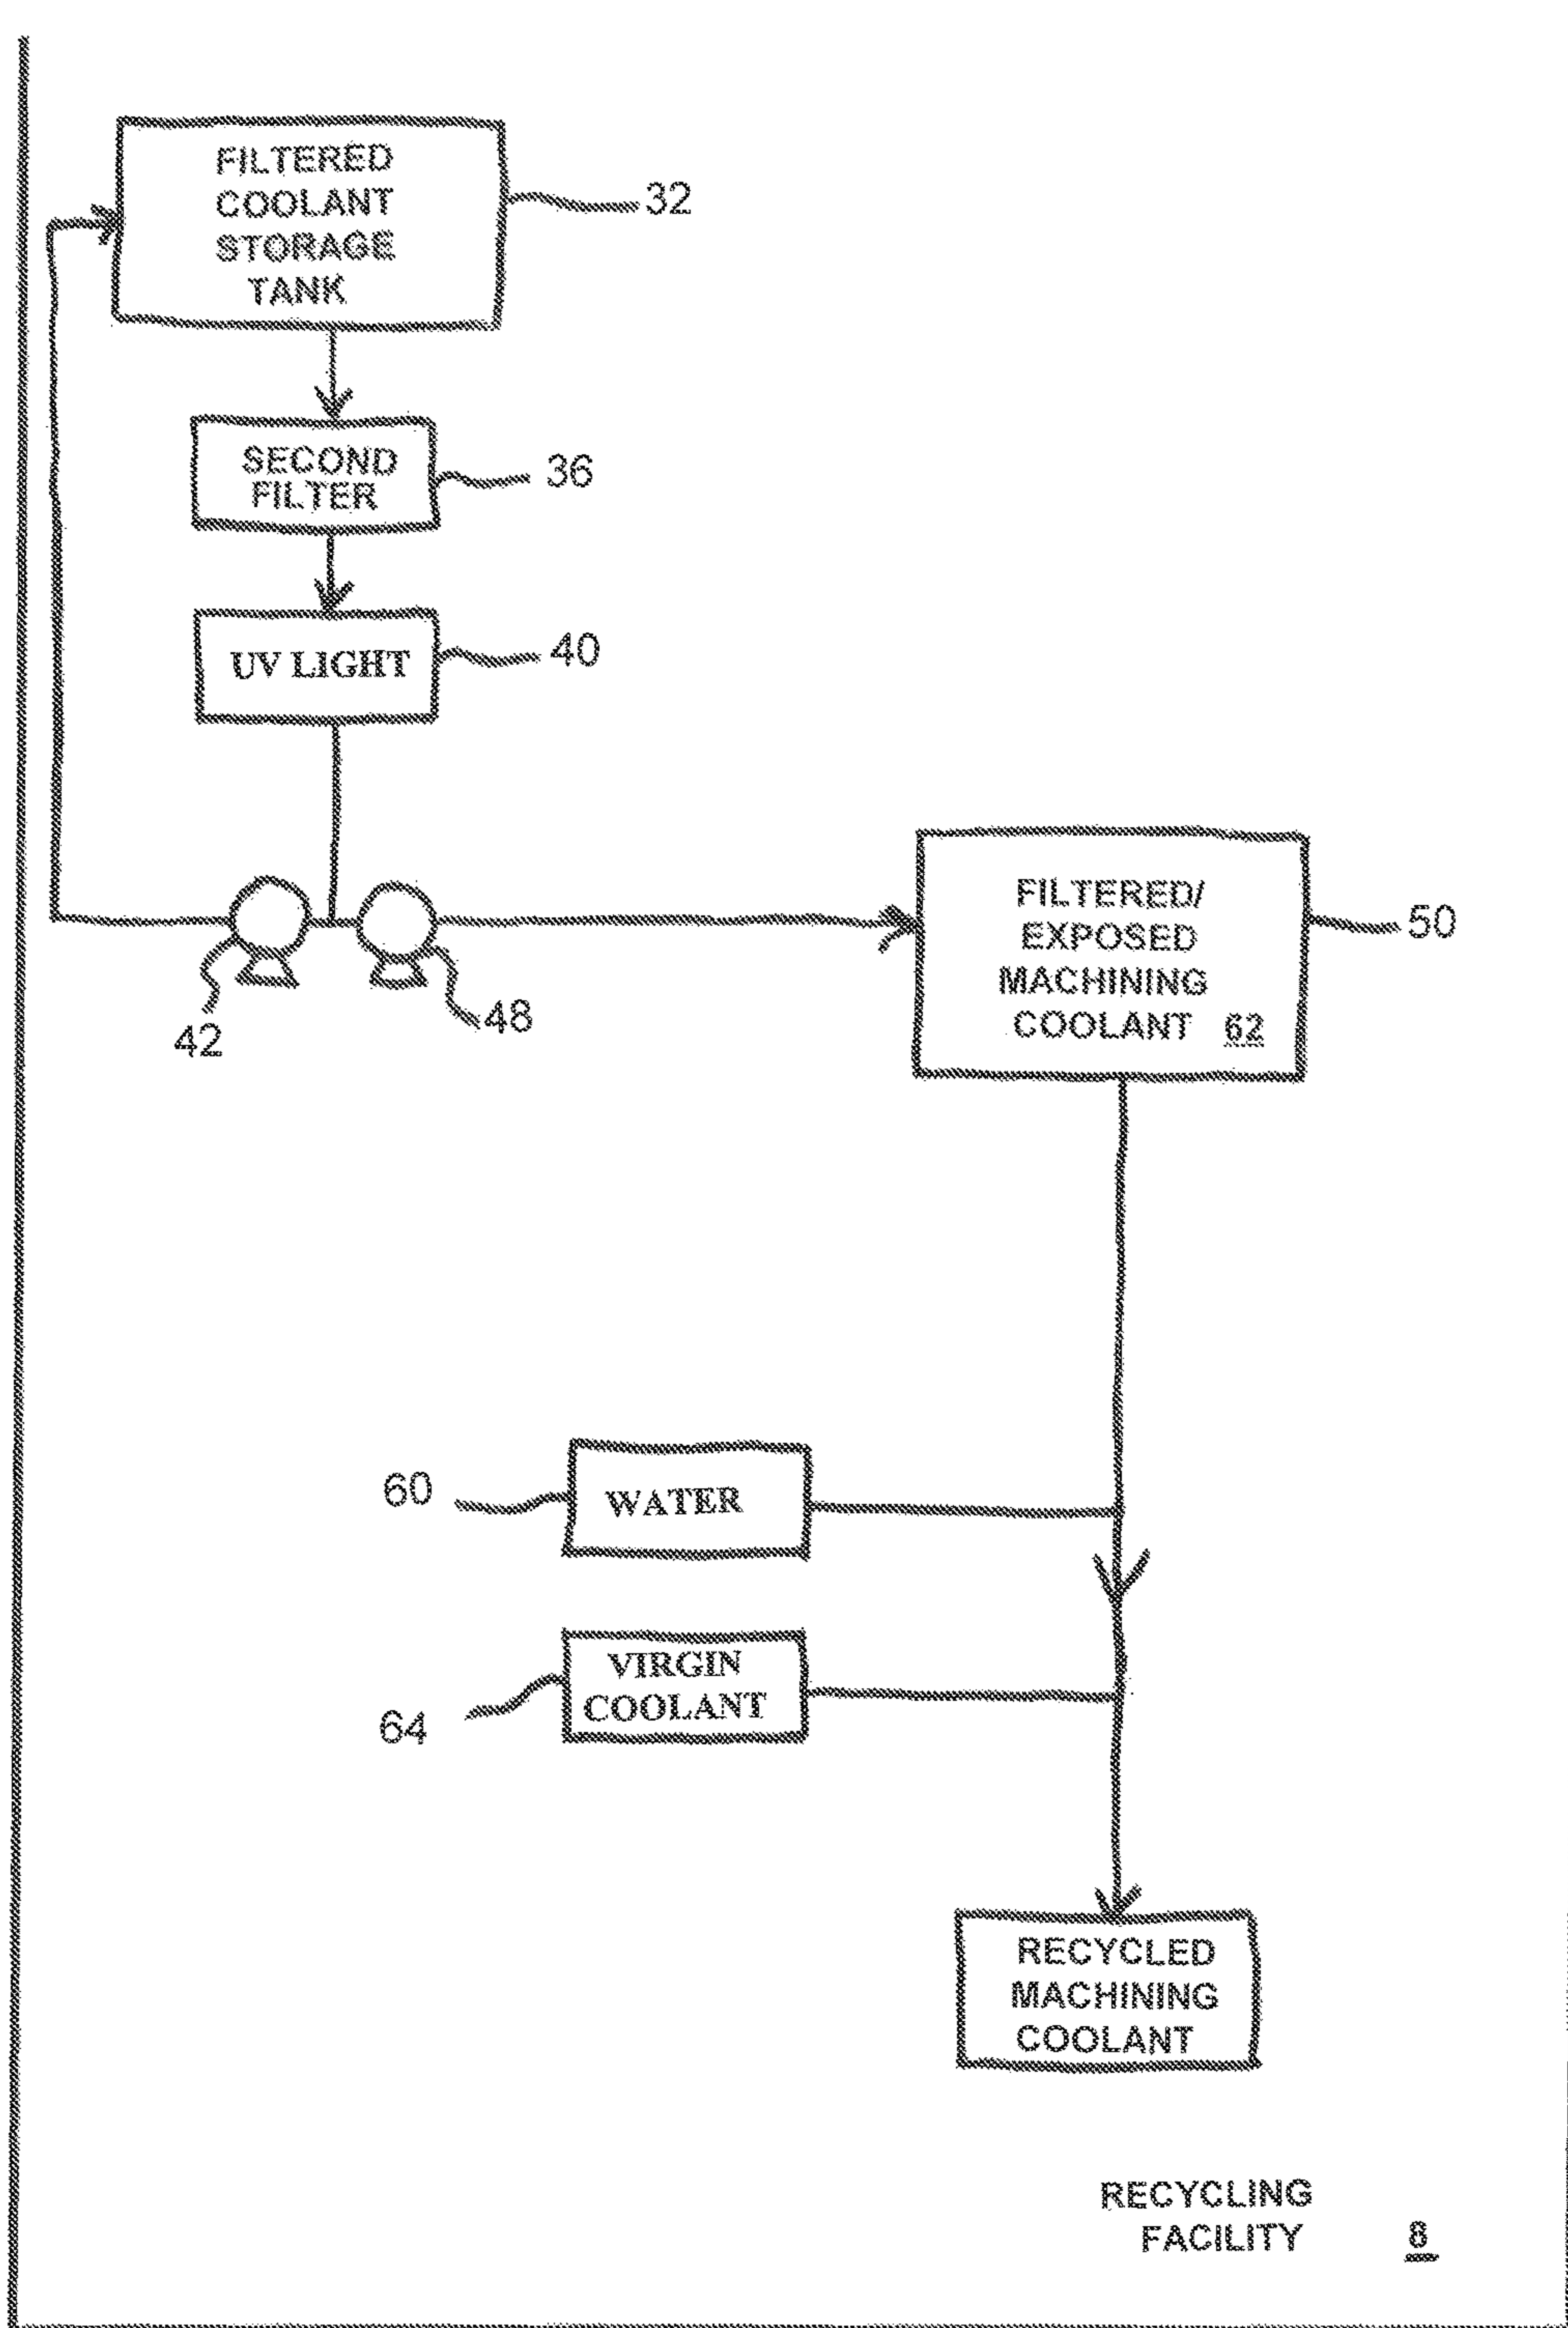 FILTERED
COOLANT
STORAGE
TANK
32
SECOND
FILTER
36
UV LIGHT
40
42
48
FILTERED/
EXPOSED
MACHINING
COOLANT 62
50
60
WATER
VIRGIN
COOLANT
64
RECYCLED
MACHINING
COOLANT
RECYCLING
FACILITY 8